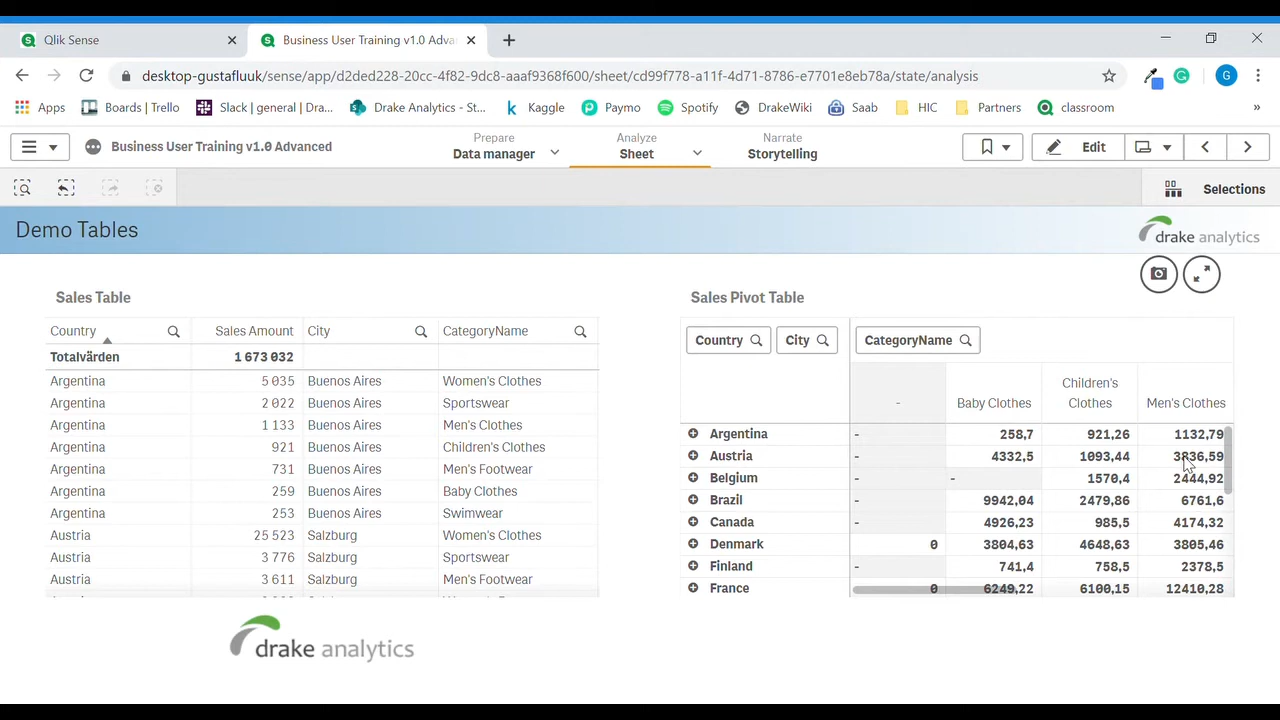 Qlik Sense
Business User Training v1.0 Adva
desktop-gustafluuk/sense/app/d2ded228-20cc-4f82-9dc8-aaaf9368f600/sheet/cd99f778-a11f-4d71-8786-e7701e8eb78a/state/analysis
G
Apps
Boards | Trello
Slack | general | Dra...
Drake Analytics - St...
Kaggle
Paymo
Spotify
DrakeWiki
Saab
HIC
Partners
classroom
»
Business User Training v1.0 Advanced
Prepare
Data manager
Analyze
Sheet
Narrate
Storytelling
Edit
Selections
Demo Tables
drake analytics
Sales Table
Country Sales Amount City CategoryName
Totalvärden 1 673 032
Argentina 5 035 Buenos Aires Women's Clothes
Argentina 2 022 Buenos Aires Sportswear
Argentina 1 133 Buenos Aires Men's Clothes
Argentina 921 Buenos Aires Children's Clothes
Argentina 731 Buenos Aires Men's Footwear
Argentina 259 Buenos Aires Baby Clothes
Argentina 253 Buenos Aires Swimwear
Austria 25 523 Salzburg Women's Clothes
Austria 3 776 Salzburg Sportswear
Austria 3 611 Salzburg Men's Footwear
Sales Pivot Table
Country City CategoryName
- Baby Clothes Children's Clothes Men's Clothes
Argentina - 258,7 921,26 1132,79
Austria - 4332,5 1093,44
Belgium - - 1570,4 2444,92
Brazil - 9942,04 2479,86 6761,6
Canada - 4926,23 985,5 4174,32
Denmark 0 3804,63 4648,63 3805,46
Finland - 741,4 758,5 2378,5
France 0 6249,22 6100,15 12410,28
drake analytics